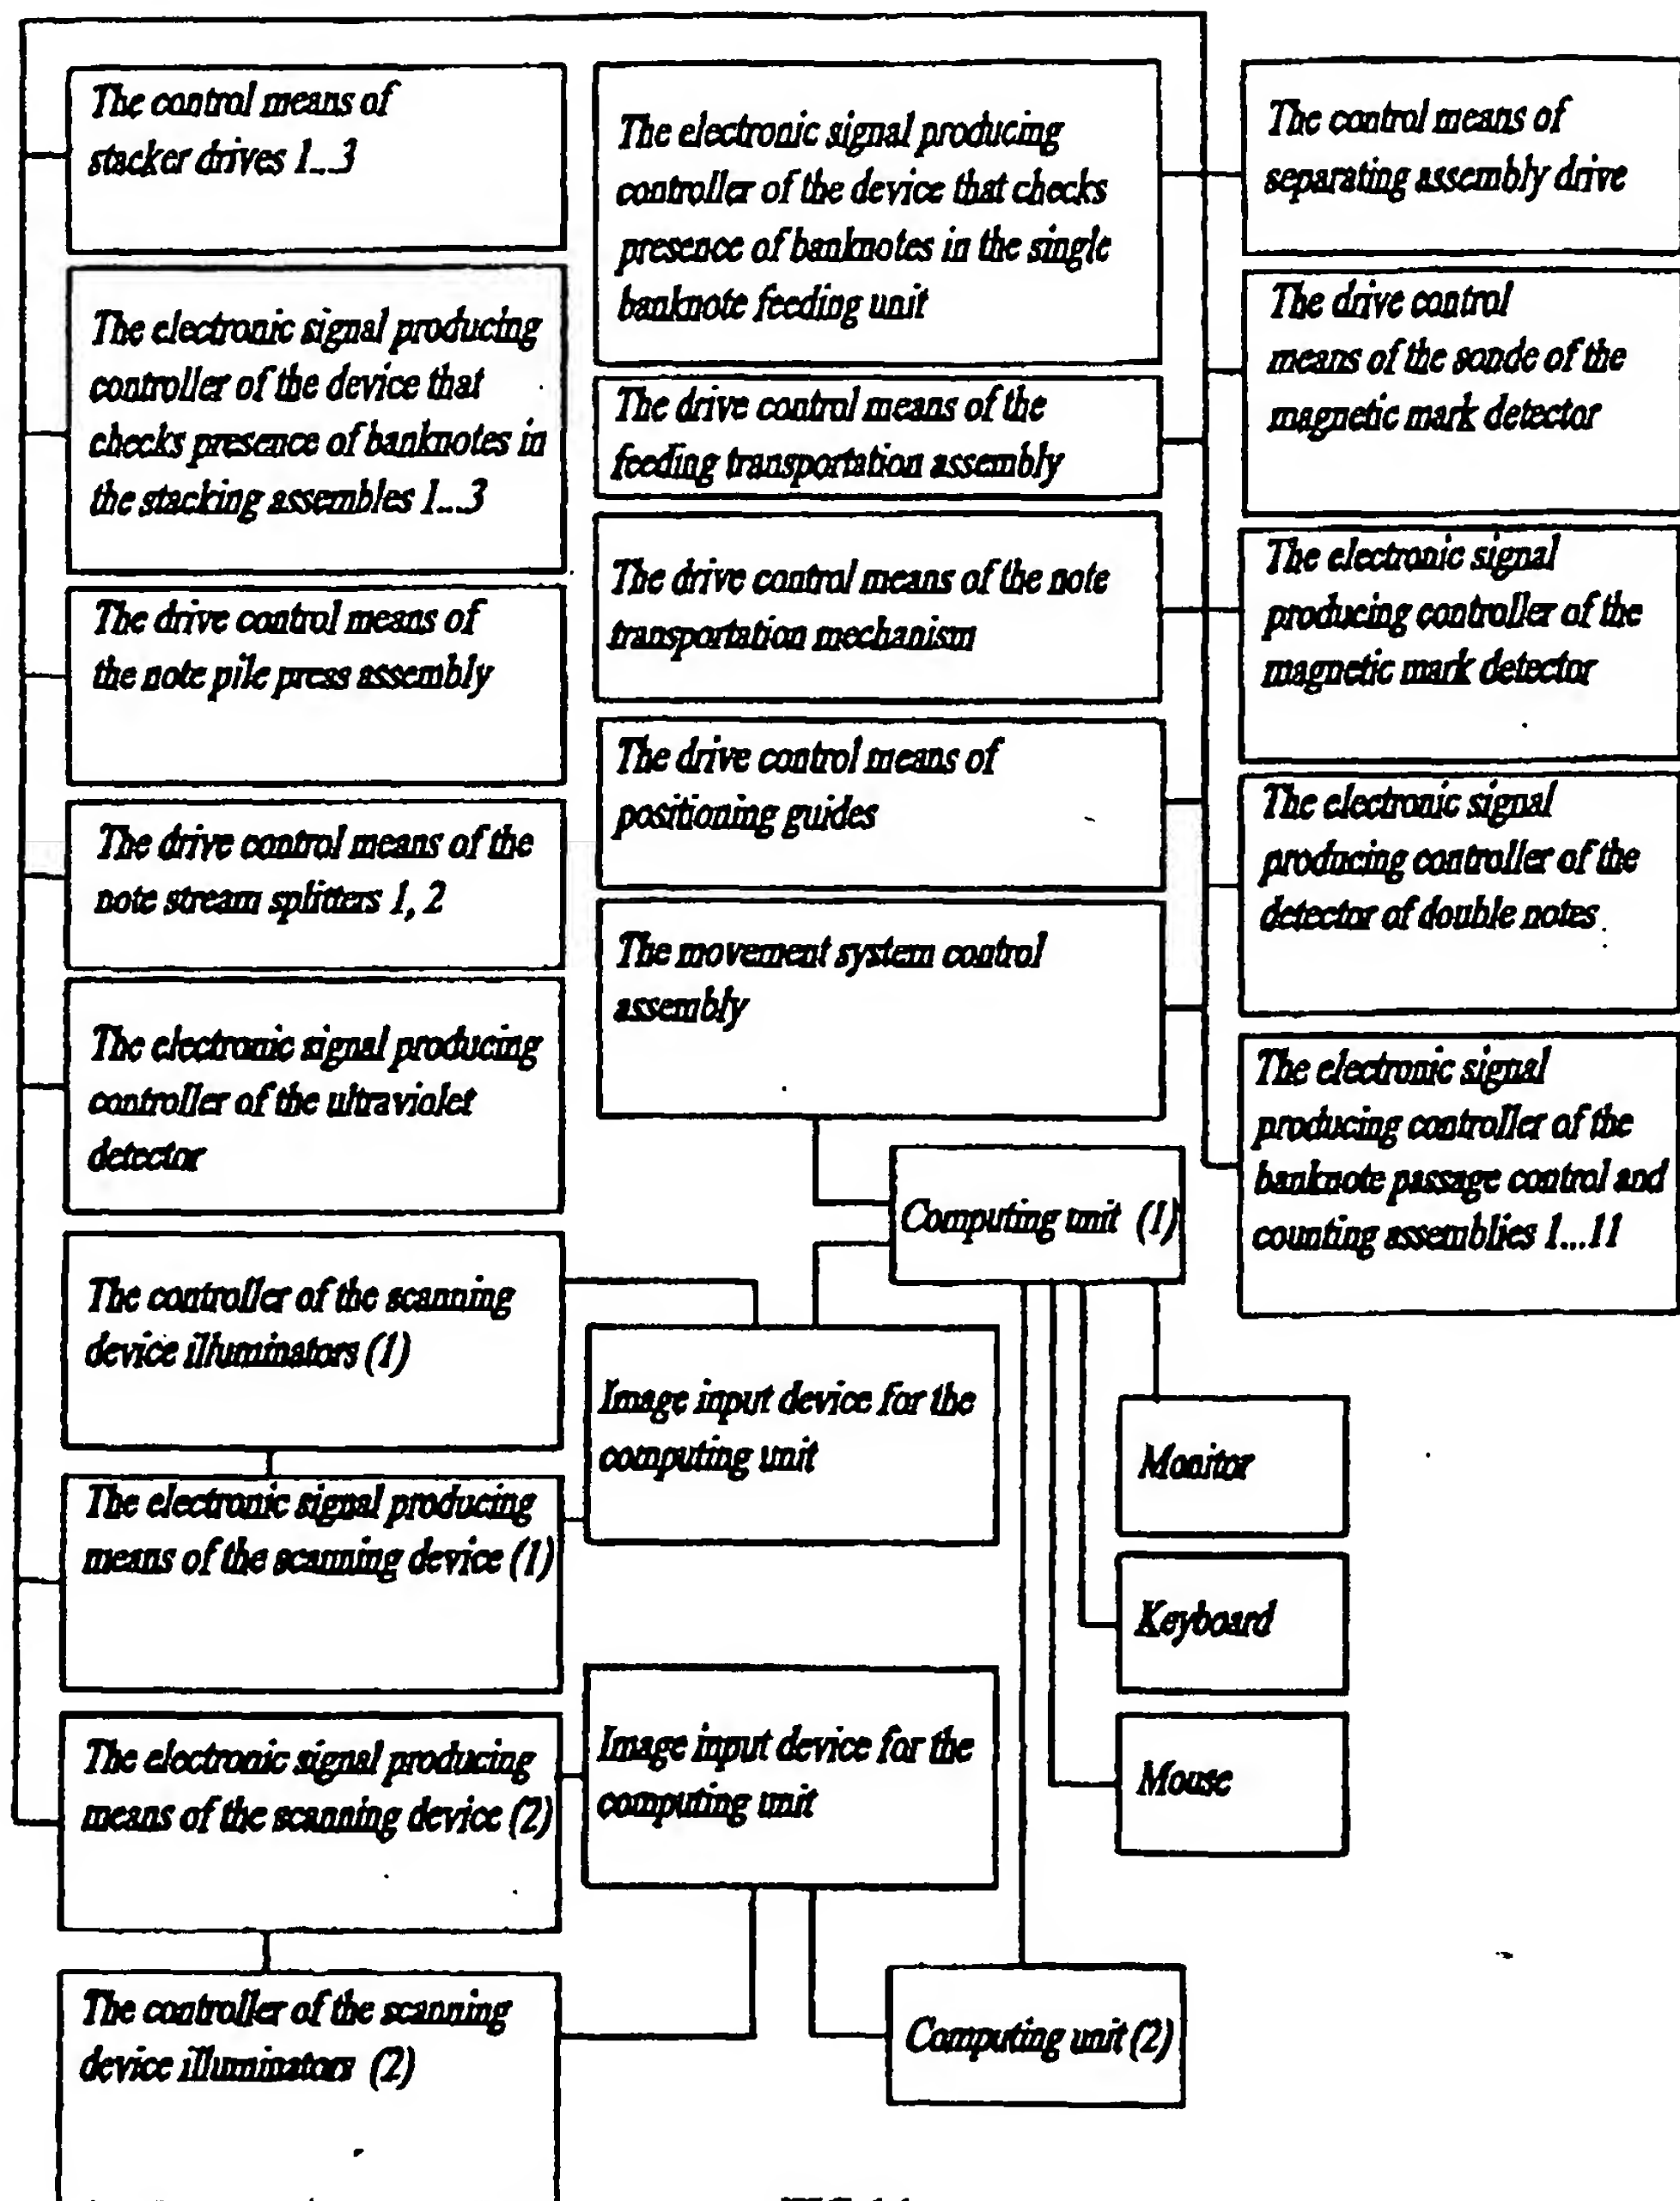 The control means of
stacker drives 1...3
The electronic signal producing
controller of the device that
checks presence of banknotes in
the stacking assembles 1...3
The drive control means of
the note pile press assembly
The drive control means of the
note stream splitters 1, 2
The electronic signal producing
controller of the ultraviolet
detector
The controller of the scanning
device illuminators (1)
The electronic signal producing
means of the scanning device (1)
The electronic signal producing
means of the scanning device (2)
The controller of the scanning
device illuminators (2)
The electronic signal producing
controller of the device that checks
presence of banknotes in the single
banknote feeding unit
The drive control means of the
feeding transportation assembly
The drive control means of the note
transportation mechanism
The drive control means of
positioning guides
The movement system control
assembly
Computing unit (1)
Image input device for the
computing unit
Image input device for the
computing unit
Computing unit (2)
The control means of
separating assembly drive
The drive control
means of the sonde of the
magnetic mark detector
The electronic signal
producing controller of the
magnetic mark detector
The electronic signal
producing controller of the
detector of double notes
The electronic signal
producing controller of the
banknote passage control and
counting assemblies 1...11
Monitor
Keyboard
Mouse